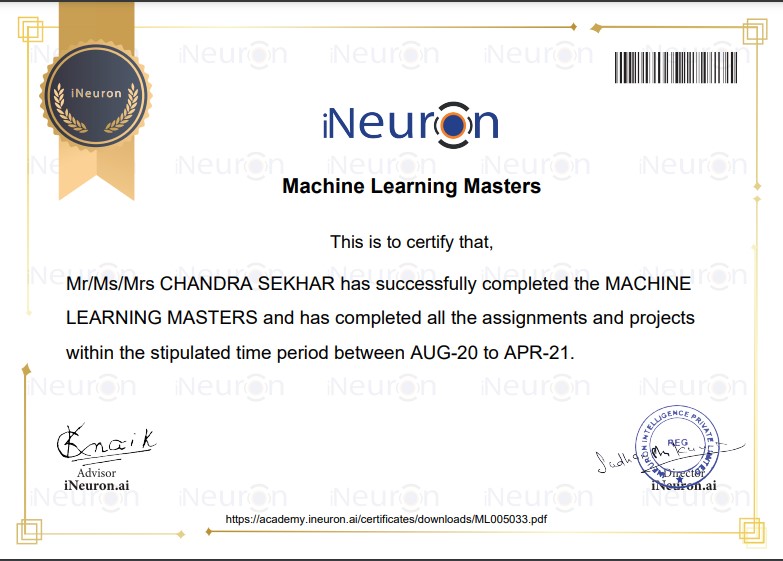 iNeuron
iNeuron
Machine Learning Masters
This is to certify that,
Mr/Ms/Mrs CHANDRA SEKHAR has successfully completed the MACHINE
LEARNING MASTERS and has completed all the assignments and projects
within the stipulated time period between AUG-20 to APR-21.
Knaik
Advisor
iNeuron.ai
INEURON INTELLIGENCE PRIVATE LIMITED
REG
Director
iNeuron.ai
https://academy.ineuron.ai/certificates/downloads/ML005033.pdf